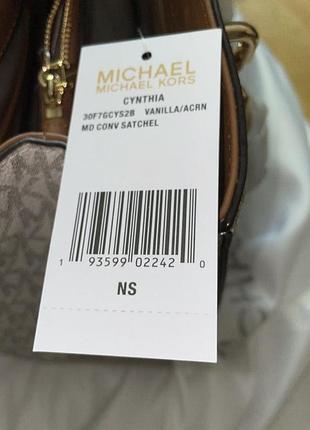 MICHAEL
MICHAEL KORS
CYNTHIA
30F7GCYS2B VANILLA/ACRN
MD CONV SATCHEL
1 93599 02242 0
NS